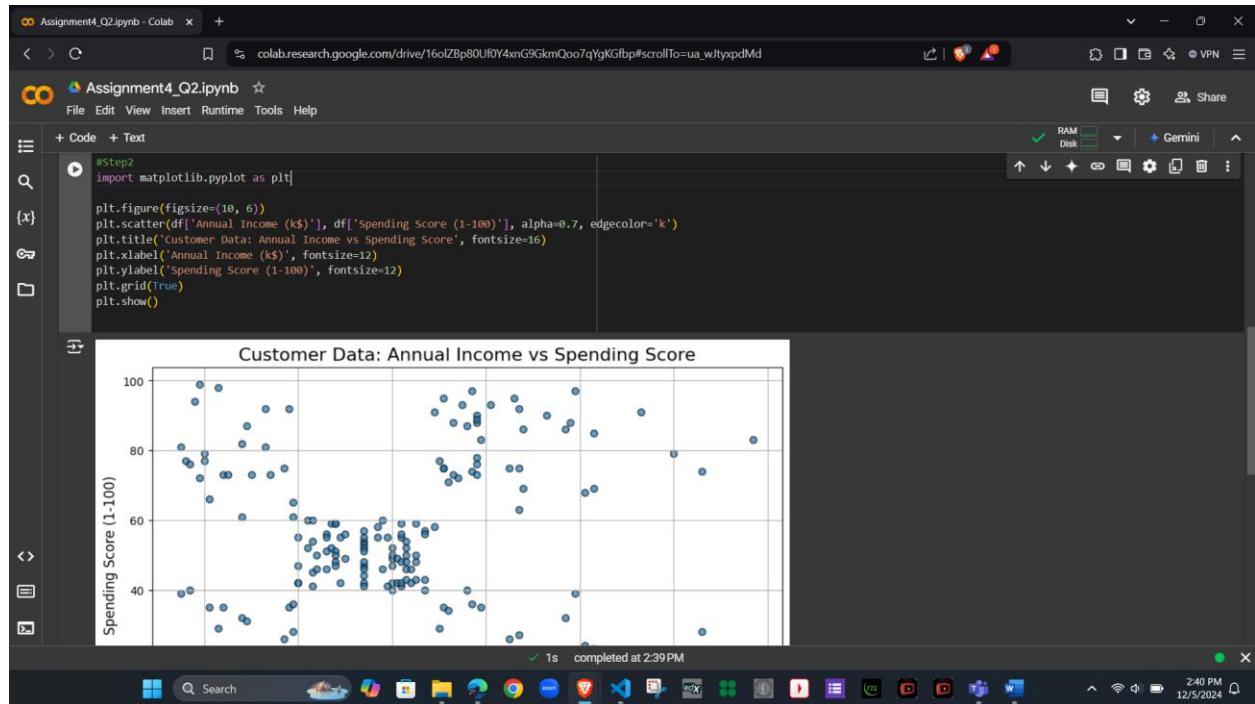 Assignment4_Q2.ipynb - Colab
colab.research.google.com/drive/16olZBp80Uf0Y4xnG9GkmQoo7qYgKGfbp#scrollTo=ua_wJtyxpdMd
VPN
Assignment4_Q2.ipynb
File Edit View Insert Runtime Tools Help
Share
+ Code + Text
RAM
Disk
Gemini
#Step2
import matplotlib.pyplot as plt
plt.figure(figsize=(10, 6))
plt.scatter(df['Annual Income (k$)'], df['Spending Score (1-100)'], alpha=0.7, edgecolor='k')
plt.title('Customer Data: Annual Income vs Spending Score', fontsize=16)
plt.xlabel('Annual Income (k$)', fontsize=12)
plt.ylabel('Spending Score (1-100)', fontsize=12)
plt.grid(True)
plt.show()
Customer Data: Annual Income vs Spending Score
100
80
60
40
Spending Score (1-100)
1s completed at 2:39 PM
Search
2:40 PM
12/5/2024